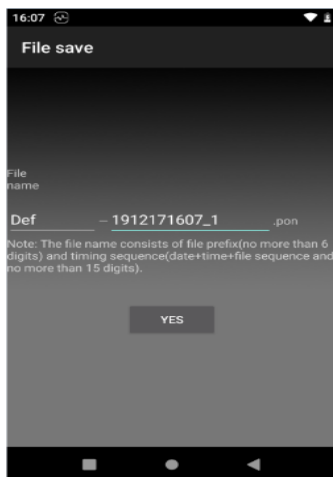 16:07
File save
File
name
Def – 1912171607_1 .pon
Note: The file name consists of file prefix(no more than 6
digits) and timing sequence(date+time+file sequence and
no more than 15 digits).
YES